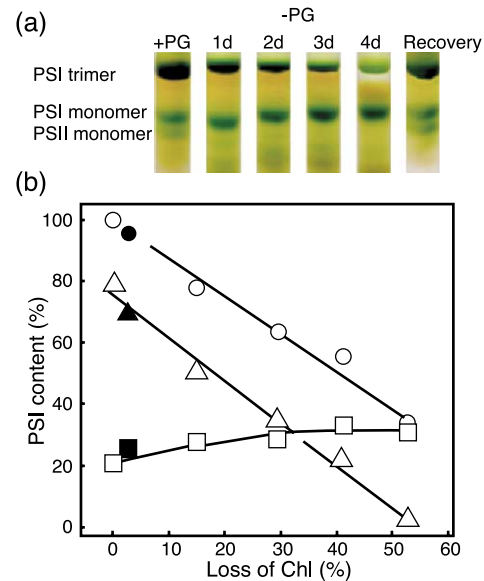 (a)
-PG
+PG 1d 2d 3d 4d Recovery
PSI trimer
PSI monomer
PSII monomer
(b)
PSI content (%)
100
80
60
40
20
0
0 10 20 30 40 50 60
Loss of Chl (%)